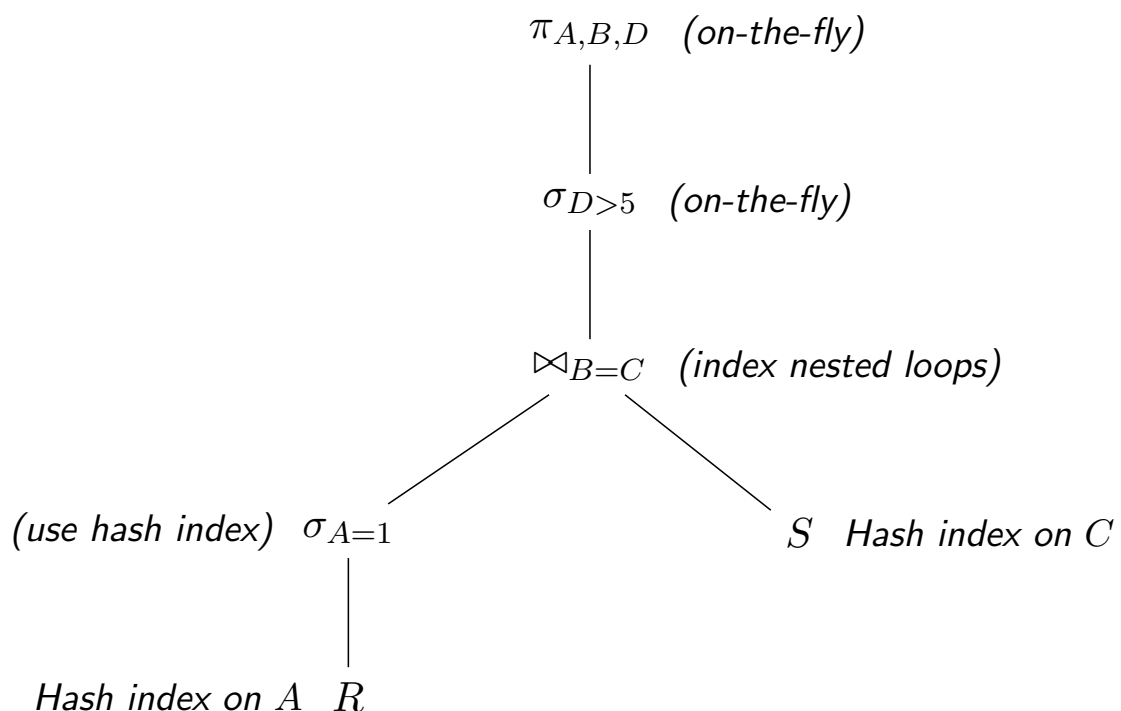 π_{A,B,D} (on-the-fly)
σ_{D>5} (on-the-fly)
⋈_{B=C} (index nested loops)
(use hash index) σ_{A=1}
S Hash index on C
Hash index on A R